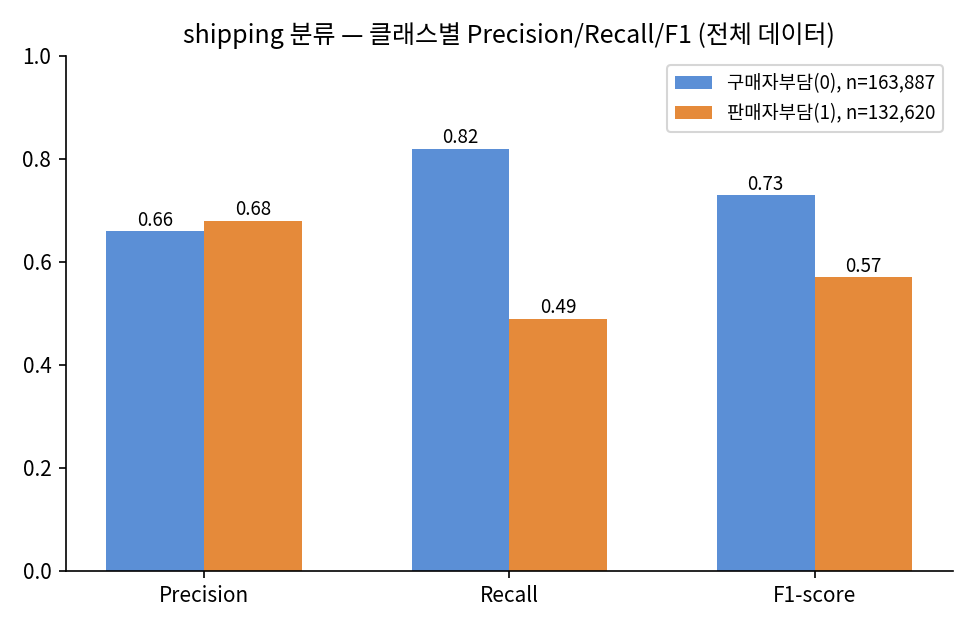 shipping 분류 — 클래스별 Precision/Recall/F1 (전체 데이터)
구매자부담(0), n=163,887
판매자부담(1), n=132,620
1.0
0.8
0.6
0.4
0.2
0.0
0.66
0.68
0.82
0.49
0.73
0.57
Precision
Recall
F1-score